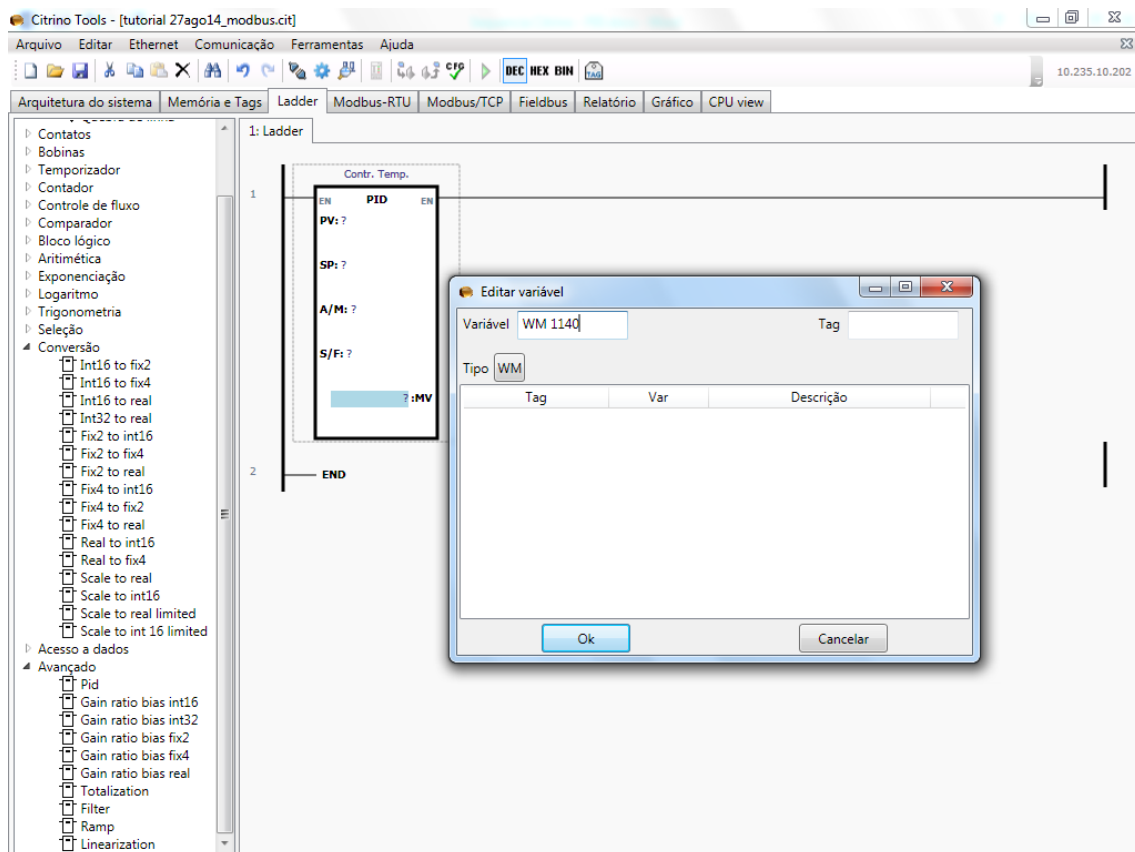 Citrino Tools - [tutorial 27ago14_modbus.cit]
Arquivo Editar Ethernet Comunicação Ferramentas Ajuda
DEC HEX BIN TAG 10.235.10.202
Arquitetura do sistema Memória e Tags Ladder Modbus-RTU Modbus/TCP Fieldbus Relatório Gráfico CPU view
Contatos
Bobinas
Temporizador
Contador
Controle de fluxo
Comparador
Bloco lógico
Aritimética
Exponenciação
Logaritmo
Trigonometria
Seleção
Conversão
Int16 to fix2
Int16 to fix4
Int16 to real
Int32 to real
Fix2 to int16
Fix2 to fix4
Fix2 to real
Fix4 to int16
Fix4 to fix2
Fix4 to real
Real to int16
Real to fix4
Scale to real
Scale to int16
Scale to real limited
Scale to int 16 limited
Acesso a dados
Avançado
Pid
Gain ratio bias int16
Gain ratio bias int32
Gain ratio bias fix2
Gain ratio bias fix4
Gain ratio bias real
Totalization
Filter
Ramp
Linearization
1: Ladder
Contr. Temp.
1
EN PID EN
PV: ?
SP: ?
A/M: ?
S/F: ?
? :MV
2 END
Editar variável
Variável WM 1140 Tag
Tipo WM
Tag Var Descrição
Ok Cancelar